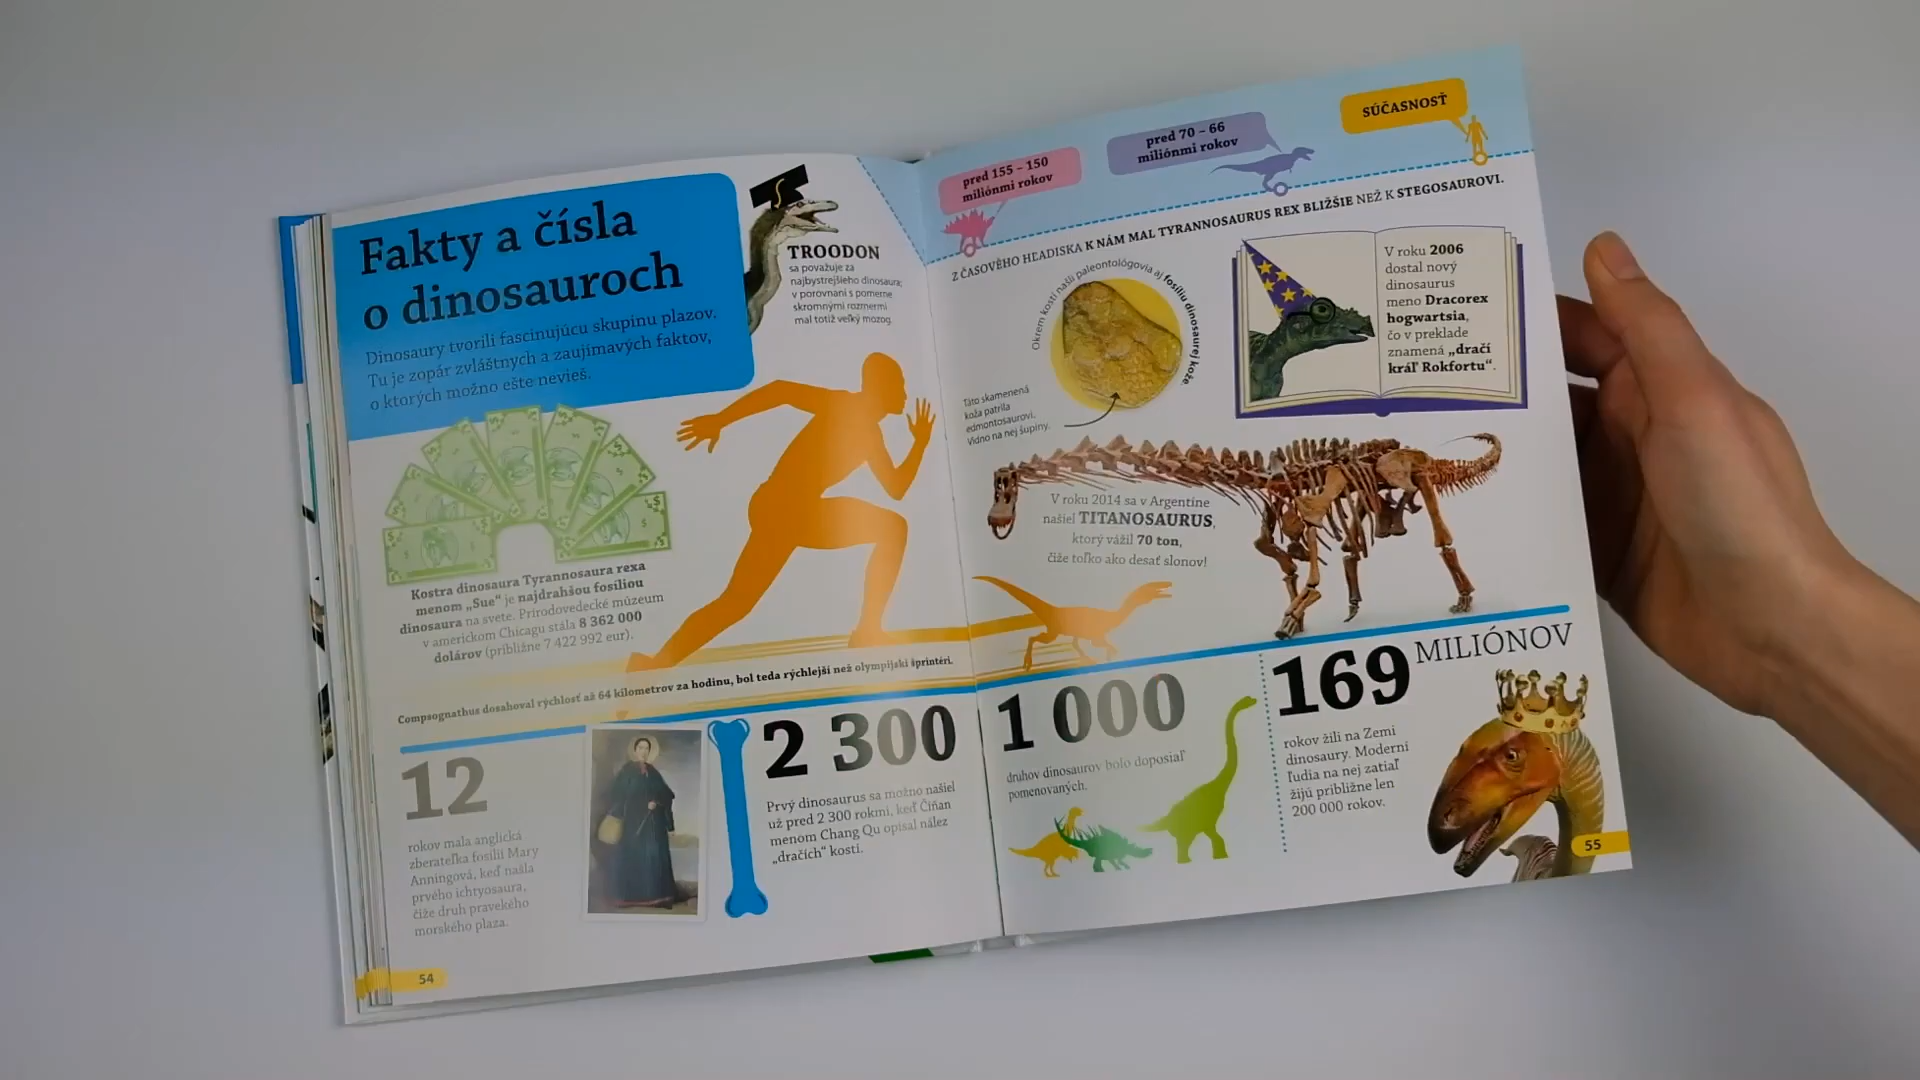 Fakty a čísla
o dinosauroch
Dinosaury tvorili fascinujúcu skupinu plazov.
Tu je zopár zvláštnych a zaujímavých faktov,
o ktorých možno ešte nevieš.
TROODON
sa považuje za
najbystrejšieho dinosaura;
v porovnaní s pomerne
skromnými rozmermi
mal totiž veľký mozog.
Kostra dinosaura Tyrannosaura rexa
menom „Sue“ je najdrahšou fosíliou
dinosaura na svete. Prírodovedecké múzeum
v americkom Chicagu stála 8 362 000
dolárov (približne 7 422 992 eur).
Compsognathus dosahoval rýchlosť až 64 kilometrov za hodinu, bol teda rýchlejší než olympijskí šprintéri.
12
rokov mala anglická
zberateľka fosílií Mary
Anningová, keď našla
prvého ichtyosaura,
čiže druh pravekého
morského plaza.
2 300
Prvý dinosaurus sa možno našiel
už pred 2 300 rokmi, keď Číňan
menom Chang Qu opísal nález
„dračích“ kostí.
54
pred 155 – 150
miliónmi rokov
pred 70 – 66
miliónmi rokov
SÚČASNOSŤ
Z ČASOVÉHO HĽADISKA K NÁM MAL TYRANNOSAURUS REX BLIŽŠIE NEŽ K STEGOSAUROVI.
Okrem kostí našli paleontológovia aj fosíliu dinosaurej kože.
Táto skamenená
koža patrila
edmontosaurovi.
Vidno na nej šupiny.
V roku 2006
dostal nový
dinosaurus
meno Dracorex
hogwartsia,
čo v preklade
znamená „dračí
kráľ Rokfortu“.
V roku 2014 sa v Argentíne
našiel TITANOSAURUS,
ktorý vážil 70 ton,
čiže toľko ako desať slonov!
1 000
druhov dinosaurov bolo doposiaľ
pomenovaných.
169 MILIÓNOV
rokov žili na Zemi
dinosaury. Moderní
ľudia na nej zatiaľ
žijú približne len
200 000 rokov.
55